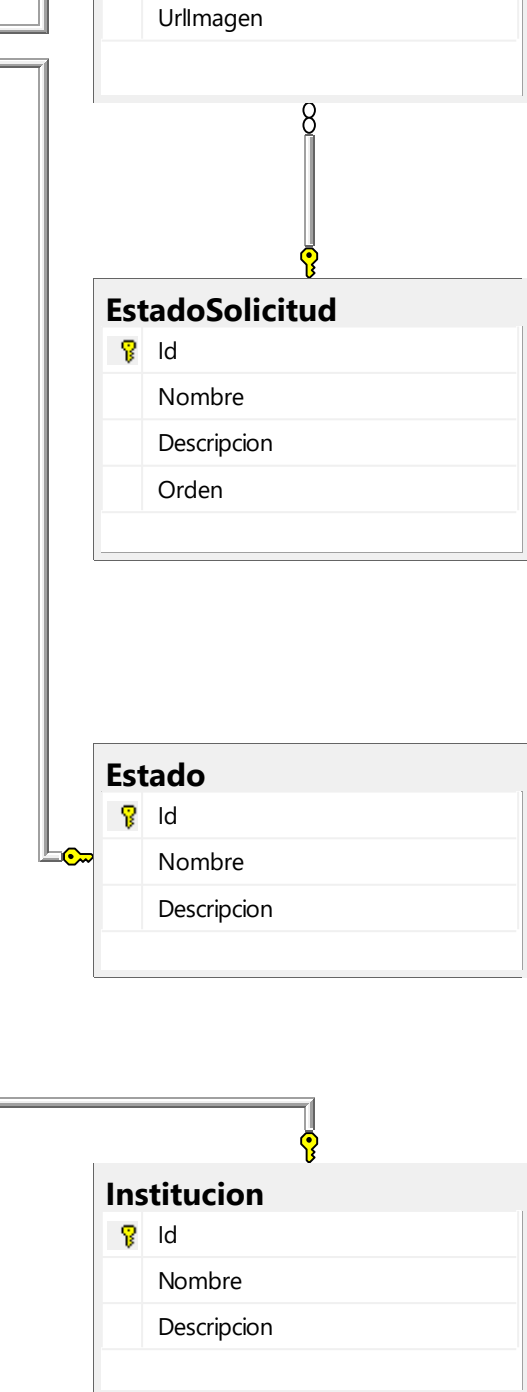 UrlImagen
EstadoSolicitud
Id
Nombre
Descripcion
Orden
Estado
Id
Nombre
Descripcion
Institucion
Id
Nombre
Descripcion